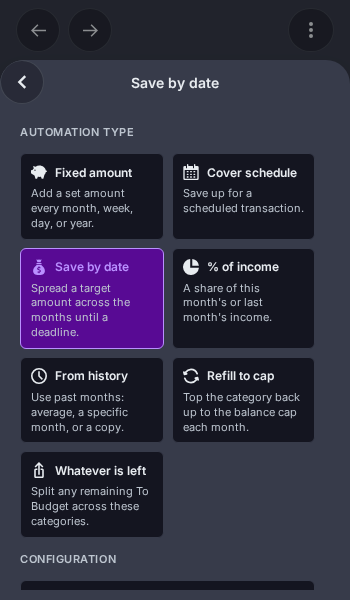 Save by date
AUTOMATION TYPE
Fixed amount
Add a set amount
every month, week,
day, or year.
Cover schedule
Save up for a
scheduled transaction.
Save by date
Spread a target
amount across the
months until a
deadline.
% of income
A share of this
month's or last
month's income.
From history
Use past months:
average, a specific
month, or a copy.
Refill to cap
Top the category back
up to the balance cap
each month.
Whatever is left
Split any remaining To
Budget across these
categories.
CONFIGURATION